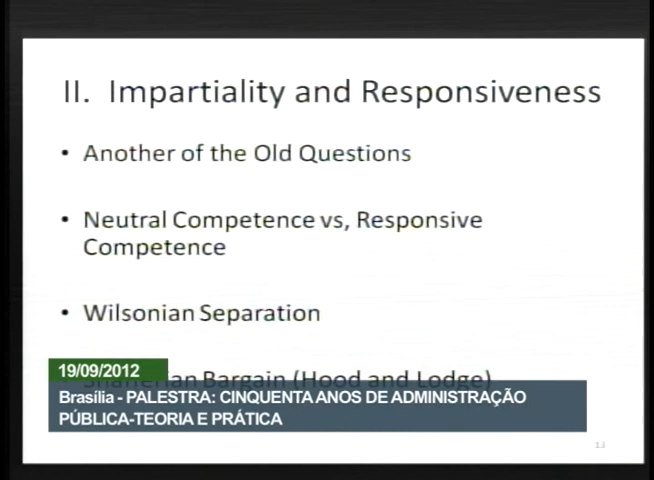 II. Impartiality and Responsiveness
• Another of the Old Questions
• Neutral Competence vs, Responsive
Competence
• Wilsonian Separation
Bargain (Hood and Lodge)
19/09/2012
Brasília - PALESTRA: CINQUENTA ANOS DE ADMINISTRAÇÃO
PÚBLICA-TEORIA E PRÁTICA